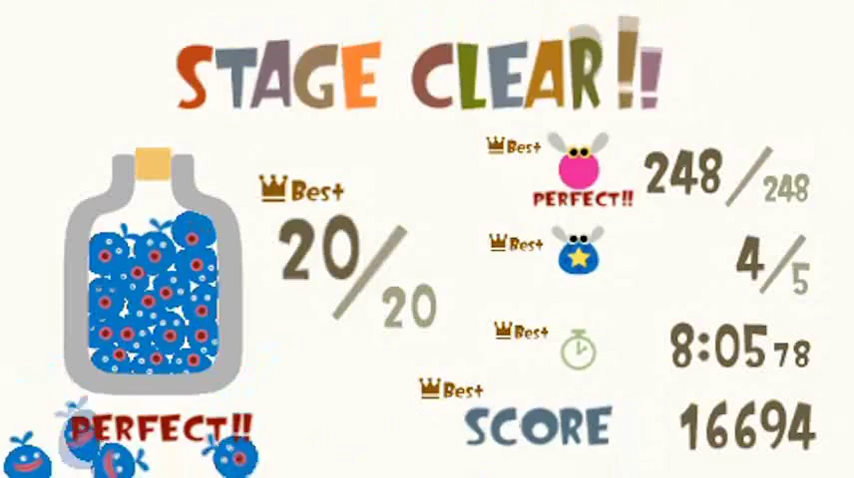 STAGE CLEAR!!
Best
20/20
PERFECT!!
Best
PERFECT!!
248/248
Best
4/5
Best
8:05 78
Best
SCORE
16694